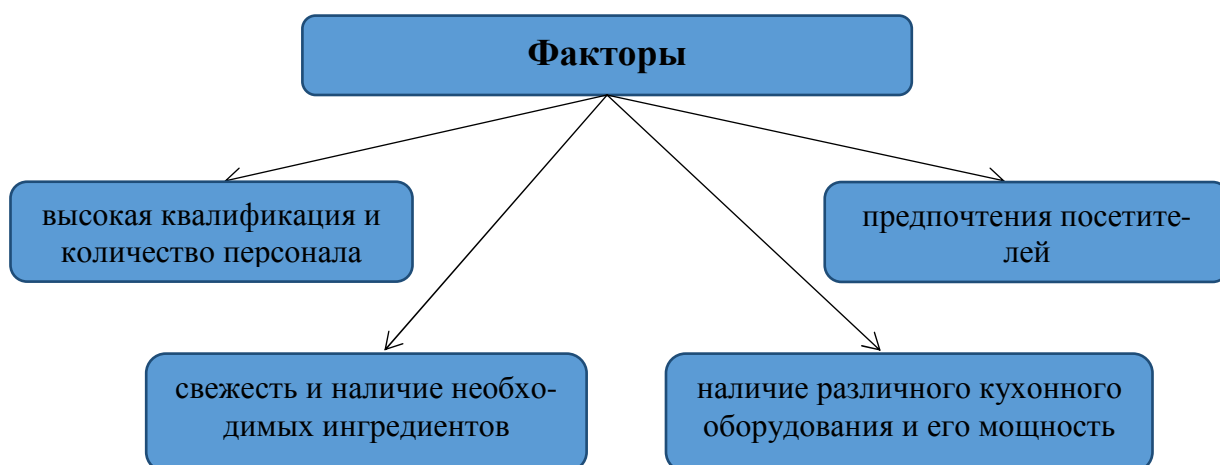 Факторы
высокая квалификация и
количество персонала
предпочтения посетите-
лей
свежесть и наличие необхо-
димых ингредиентов
наличие различного кухонного
оборудования и его мощность